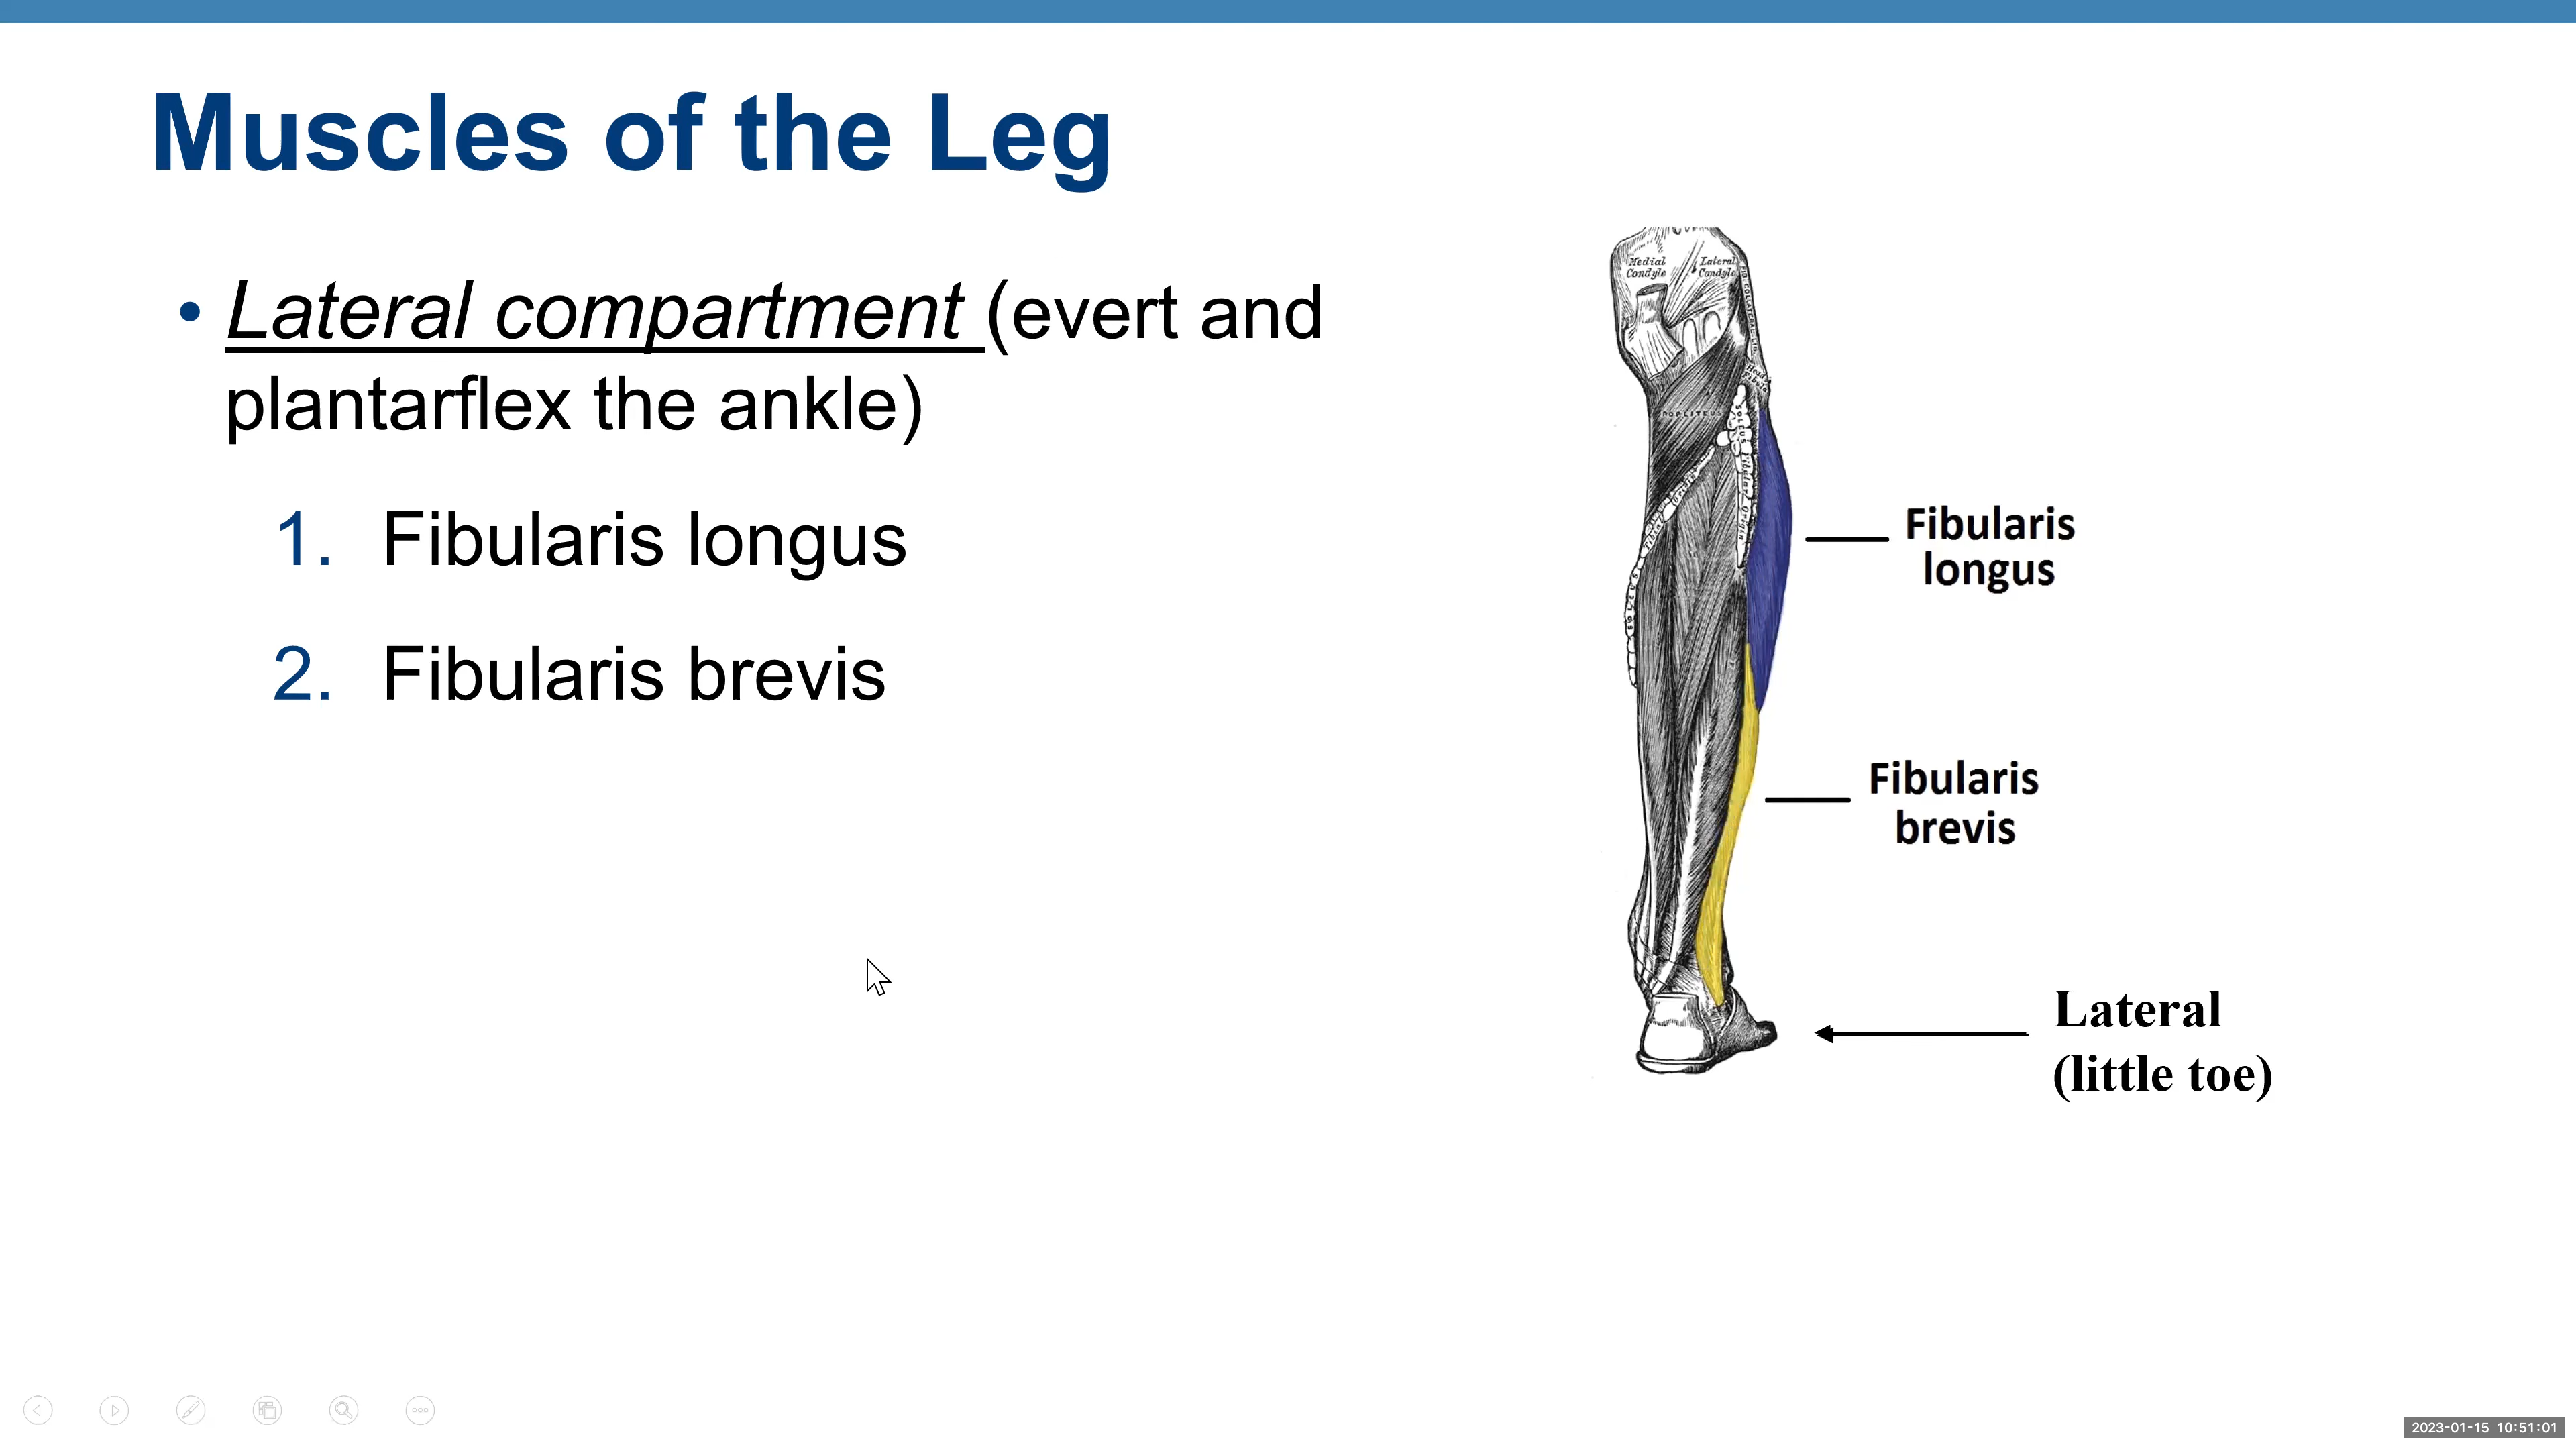 Muscles of the Leg
• Lateral compartment (evert and
plantarflex the ankle)
1. Fibularis longus
2. Fibularis brevis
Medial
Condyle
Lateral
Condyle
POPLITEUS
Fibularis
longus
Fibularis
brevis
Lateral
(little toe)
2023-01-15 10:51:01